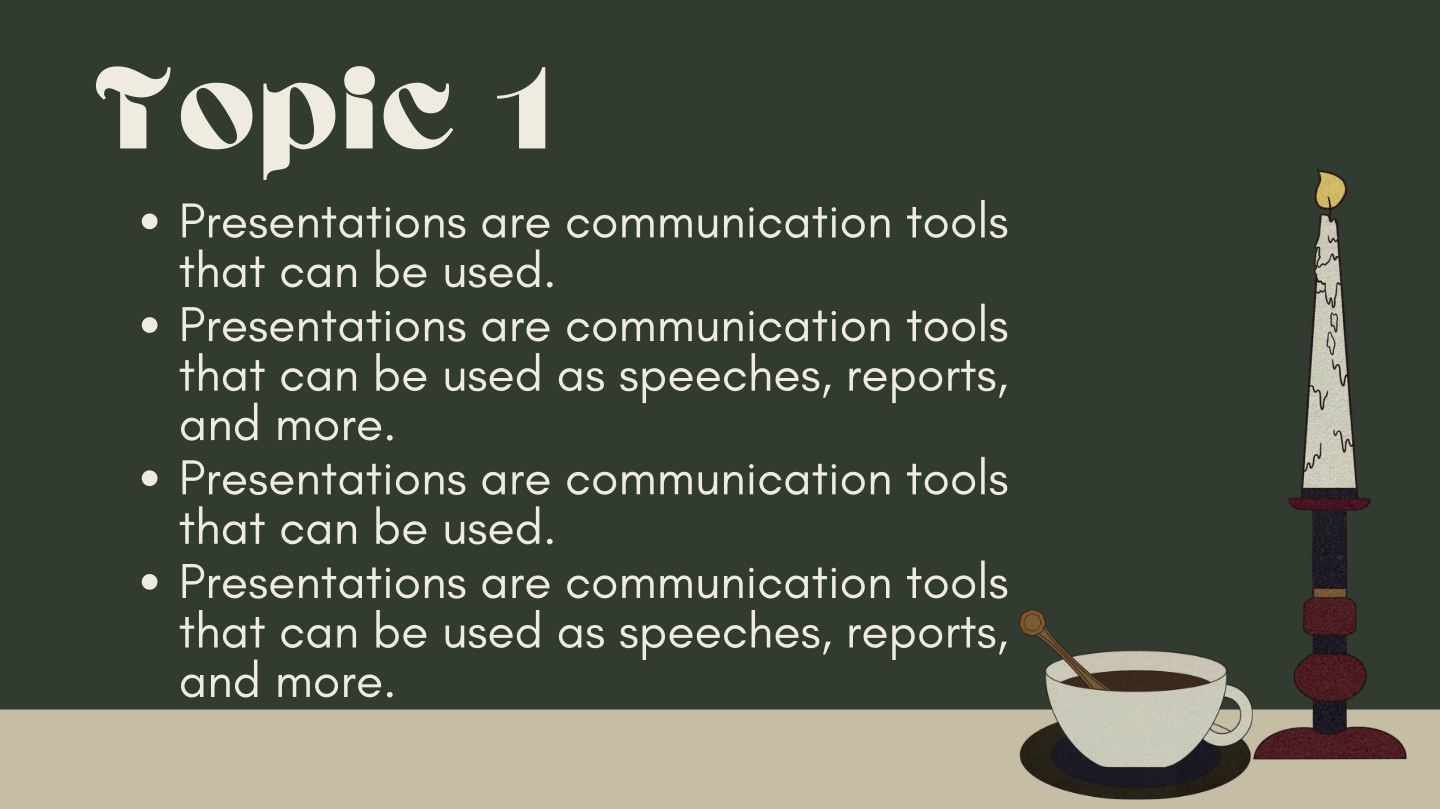 Topic 1
• Presentations are communication tools
that can be used.
• Presentations are communication tools
that can be used as speeches, reports,
and more.
• Presentations are communication tools
that can be used.
• Presentations are communication tools
that can be used as speeches, reports,
and more.